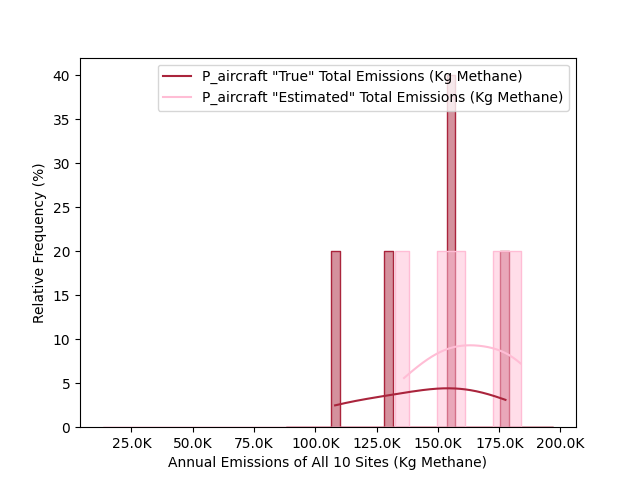 P_aircraft "True" Total Emissions (Kg Methane)
P_aircraft "Estimated" Total Emissions (Kg Methane)
Relative Frequency (%)
40
35
30
25
20
15
10
5
0
25.0K 50.0K 75.0K 100.0K 125.0K 150.0K 175.0K 200.0K
Annual Emissions of All 10 Sites (Kg Methane)